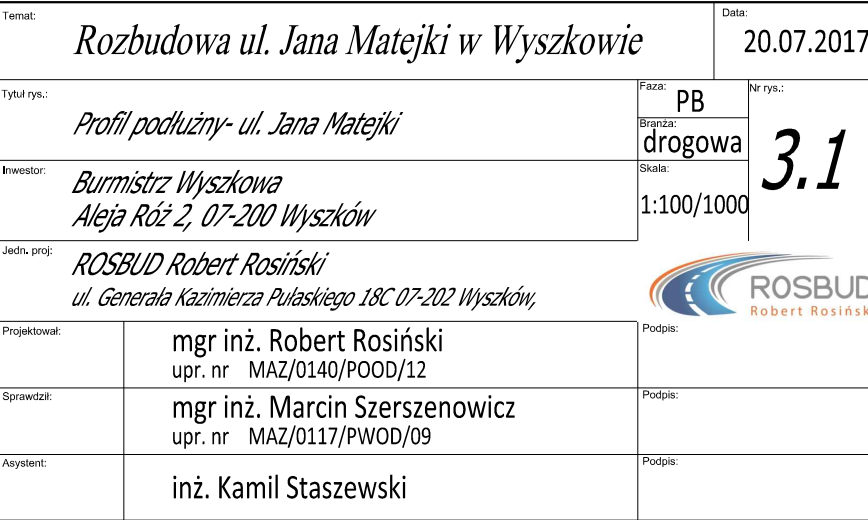 Temat:
Rozbudowa ul. Jana Matejki w Wyszkowie
Data:
20.07.2017
Tytuł rys.:
Profil podłużny- ul. Jana Matejki
Faza:
PB
Branża:
drogowa
Nr rys.:
3.1
Inwestor:
Burmistrz Wyszkowa
Aleja Róż 2, 07-200 Wyszków
Skala:
1:100/1000
Jedn. proj:
ROSBUD Robert Rosiński
ul. Generała Kazimierza Pułaskiego 18C 07-202 Wyszków,
ROSBUD
Robert Rosińsk
Projektował:
mgr inż. Robert Rosiński
upr. nr MAZ/0140/POOD/12
Podpis:
Sprawdził:
mgr inż. Marcin Szerszenowicz
upr. nr MAZ/0117/PWOD/09
Podpis:
Asystent:
inż. Kamil Staszewski
Podpis: